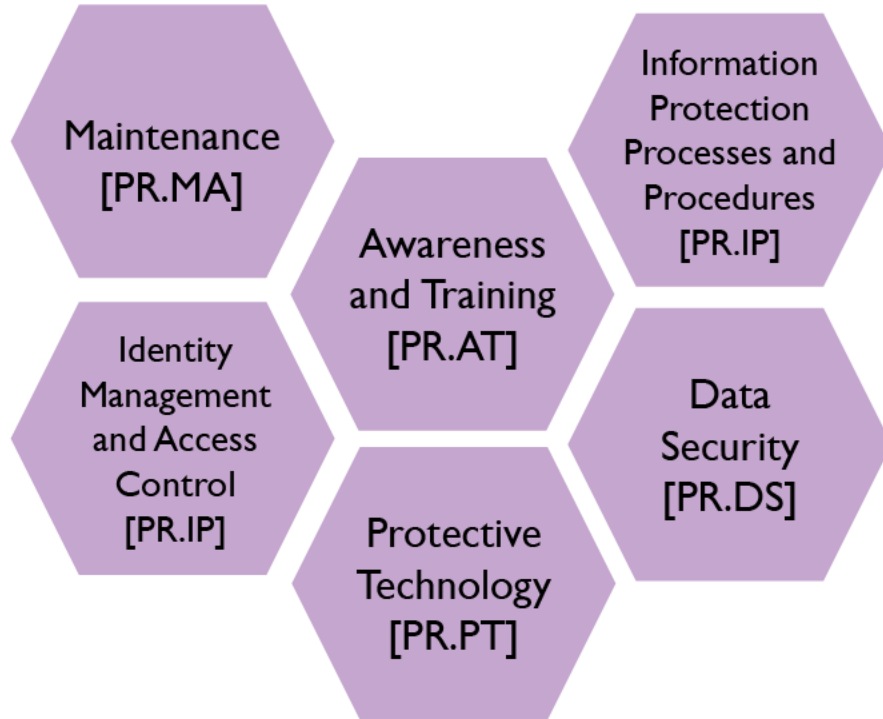 Maintenance
[PR.MA]
Information
Protection
Processes and
Procedures
[PR.IP]
Awareness
and Training
[PR.AT]
Identity
Management
and Access
Control
[PR.IP]
Data
Security
[PR.DS]
Protective
Technology
[PR.PT]